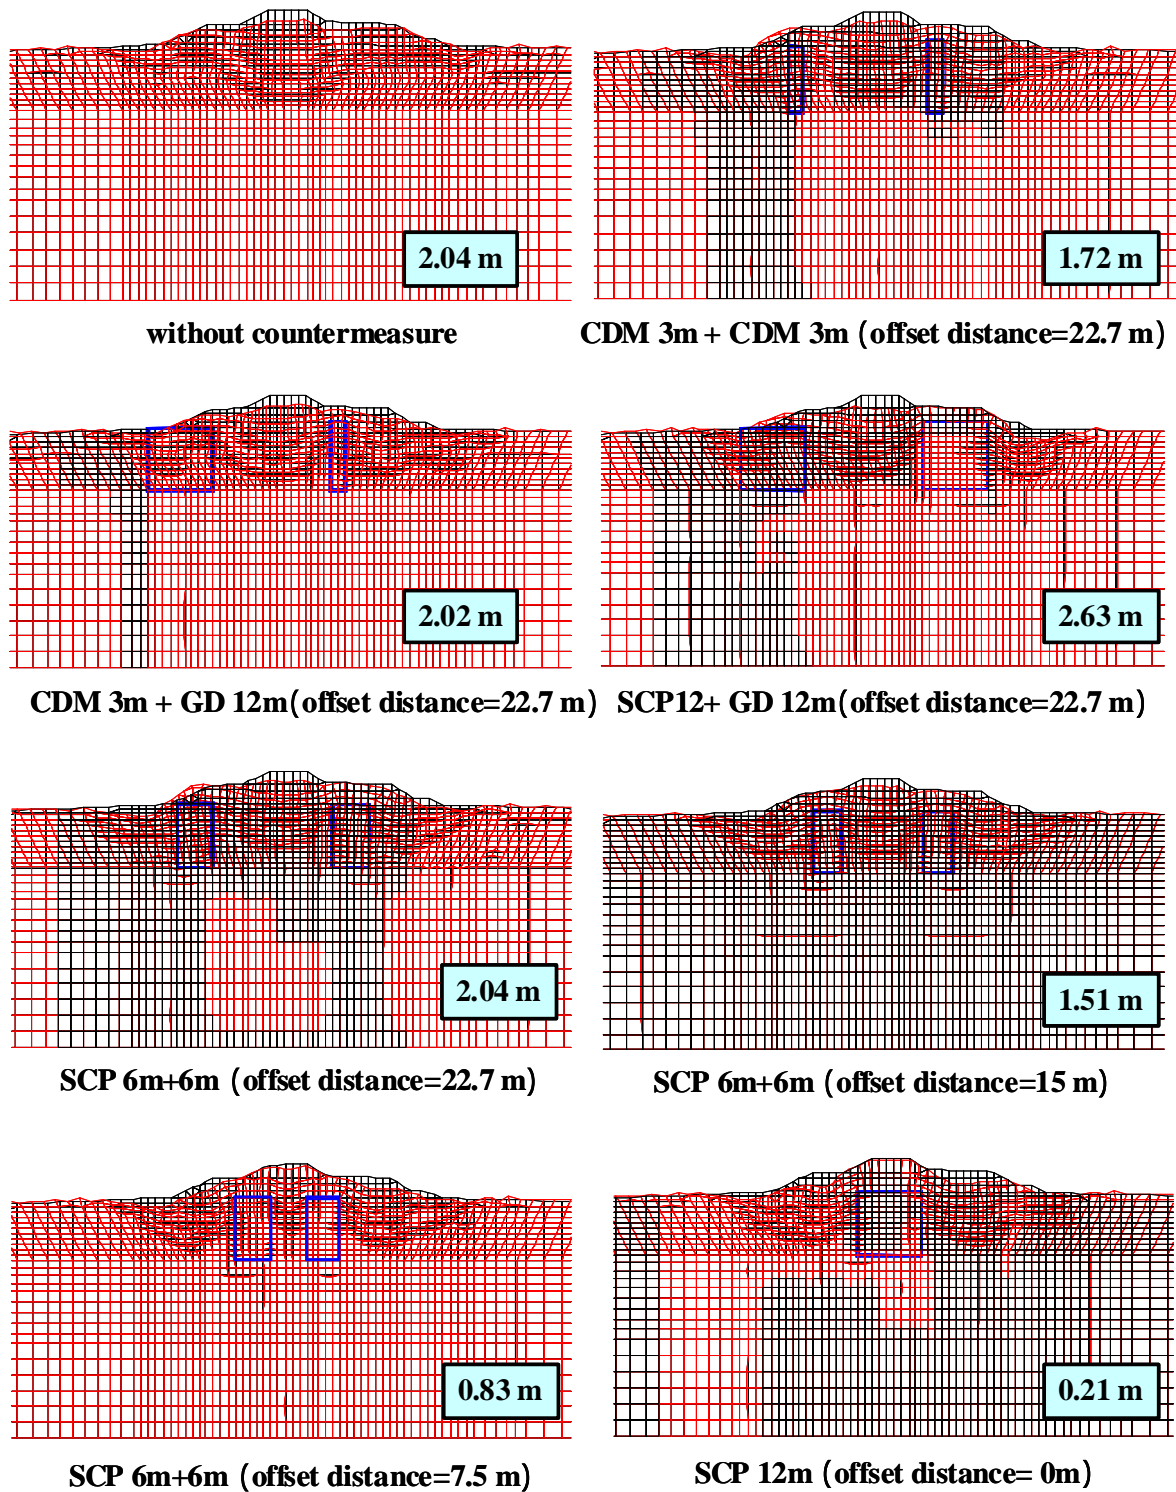 2.04 m
1.72 m
without countermeasure
CDM 3m + CDM 3m (offset distance=22.7 m)
2.02 m
2.63 m
CDM 3m + GD 12m(offset distance=22.7 m)
SCP12+ GD 12m(offset distance=22.7 m)
2.04 m
1.51 m
SCP 6m+6m (offset distance=22.7 m)
SCP 6m+6m (offset distance=15 m)
0.83 m
0.21 m
SCP 6m+6m (offset distance=7.5 m)
SCP 12m (offset distance= 0m)